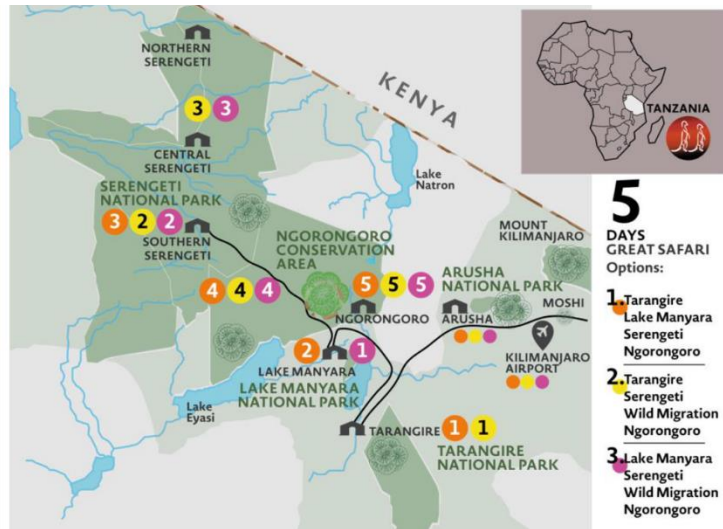 NORTHERN
SERENGETI
KENYA
TANZANIA
3 3
CENTRAL
SERENGETI
Lake
Natron
SERENGETI
NATIONAL PARK
3 2 2
SOUTHERN
SERENGETI
NGORONGORO
CONSERVATION
AREA
MOUNT
KILIMANJARO
4 4 4
5 5 5
NGORONGORO
ARUSHA
NATIONAL PARK
ARUSHA
MOSHI
KILIMANJARO
AIRPORT
2 1
LAKE MANYARA
LAKE MANYARA
NATIONAL PARK
Lake
Eyasi
TARANGIRE 1 1
TARANGIRE
NATIONAL PARK
5
DAYS
GREAT SAFARI
Options:
1. Tarangire
Lake Manyara
Serengeti
Ngorongoro
2. Tarangire
Serengeti
Wild Migration
Ngorongoro
3. Lake Manyara
Serengeti
Wild Migration
Ngorongoro